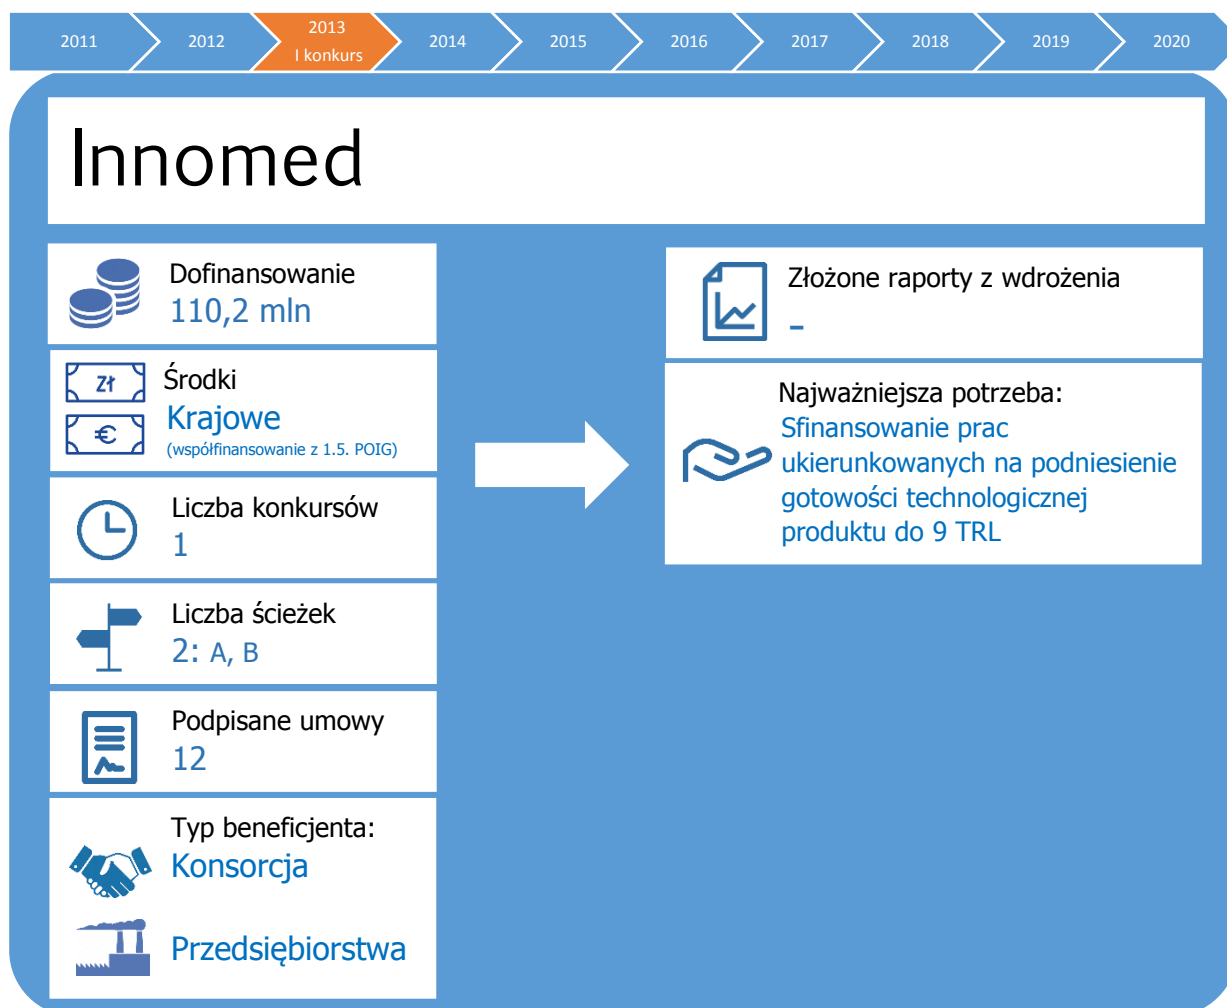 2011
2012
2013
I konkurs
2014
2015
2016
2017
2018
2019
2020
Innomed
Dofinansowanie
110,2 mln
zł
€
Środki
Krajowe
(współfinansowanie z 1.5. POIG)
Liczba konkursów
1
Liczba ścieżek
2: A, B
Podpisane umowy
12
Typ beneficjenta:
Konsorcja
Przedsiębiorstwa
Złożone raporty z wdrożenia
-
Najważniejsza potrzeba:
Sfinansowanie prac
ukierunkowanych na podniesienie
gotowości technologicznej
produktu do 9 TRL